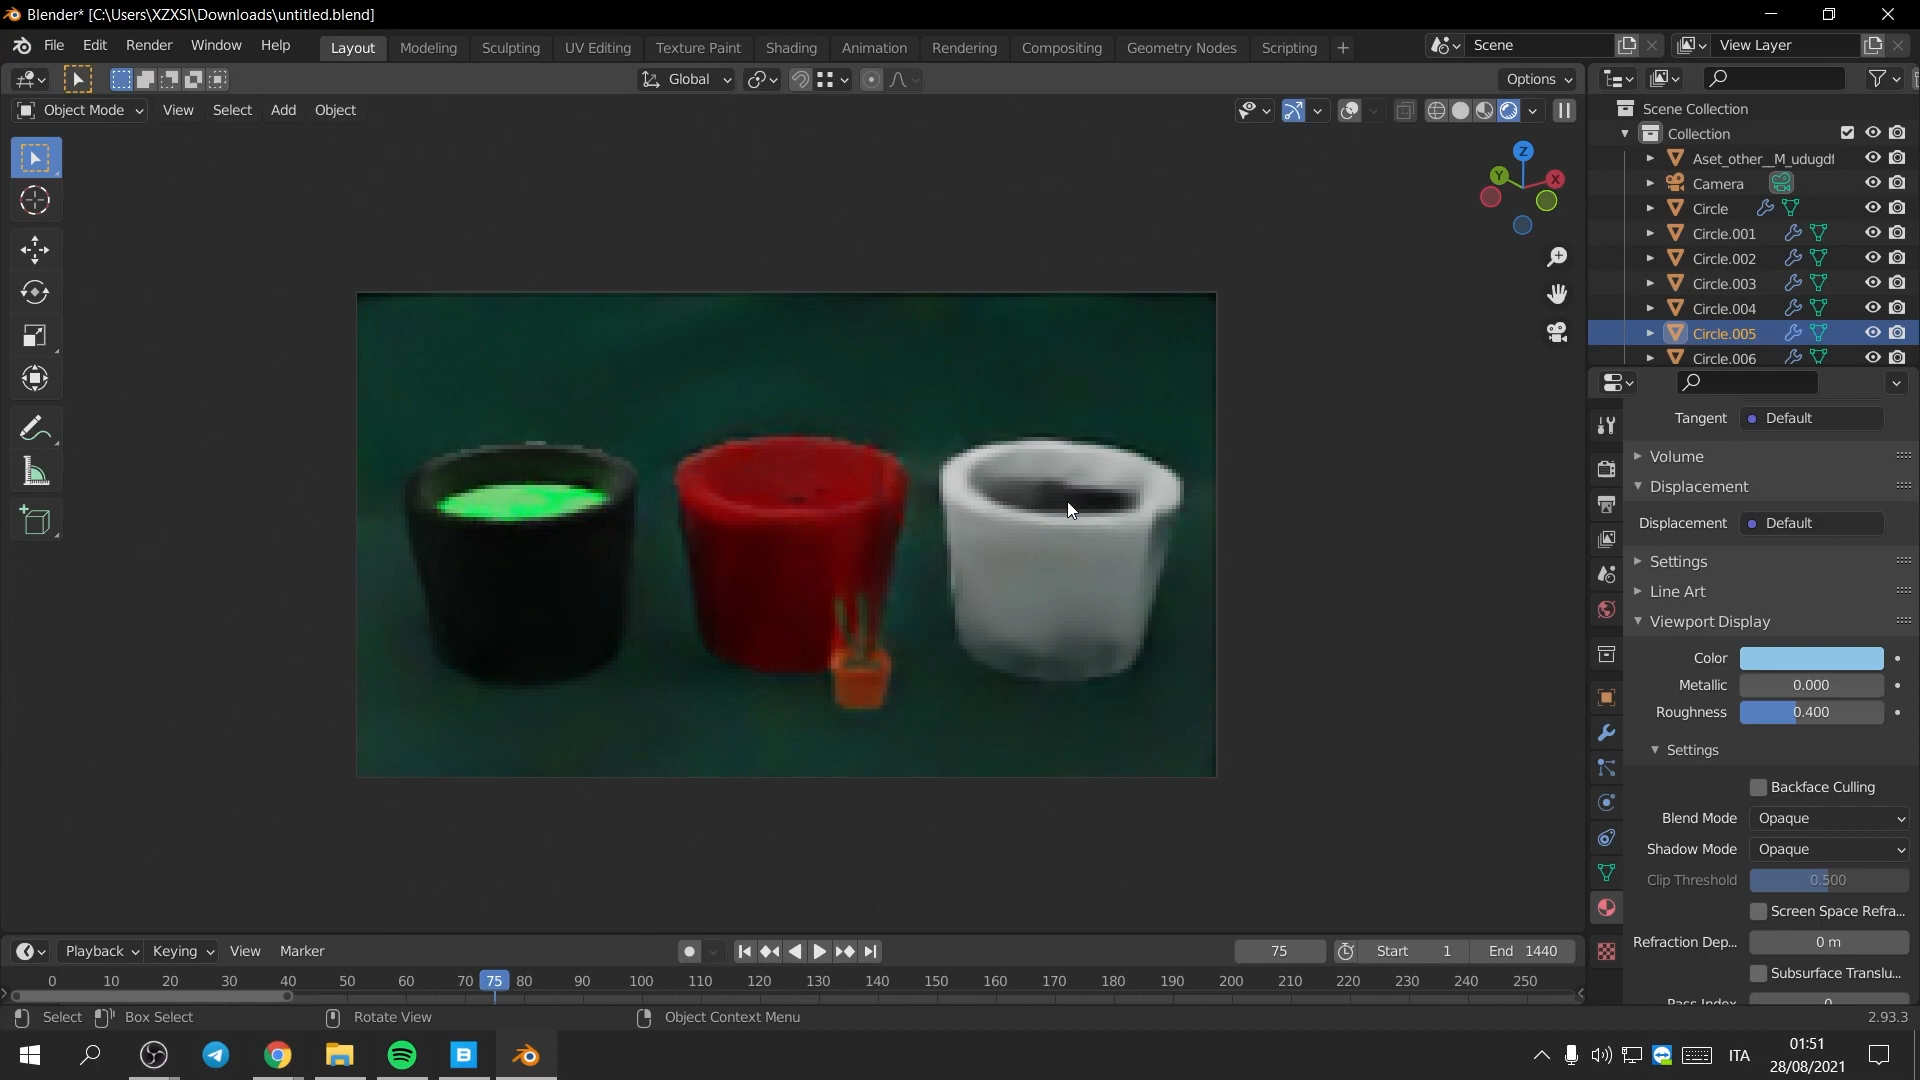 Blender* [C:\Users\XZXSI\Downloads\untitled.blend]
File Edit Render Window Help
Layout Modeling Sculpting UV Editing Texture Paint Shading Animation Rendering Compositing Geometry Nodes Scripting +
Scene
View Layer
Global
Options
Object Mode View Select Add Object
Scene Collection
Collection
Aset_other__M_udugdf
Camera
Circle
Circle.001
Circle.002
Circle.003
Circle.004
Circle.005
Circle.006
Z
Y
X
Tangent Default
Volume
Displacement
Displacement Default
Settings
Line Art
Viewport Display
Color
Metallic 0.000
Roughness 0.400
Settings
Backface Culling
Blend Mode Opaque
Shadow Mode Opaque
Clip Threshold 0.500
Screen Space Refra...
Refraction Dep... 0 m
Subsurface Translu...
Pass Index 0
Playback Keying View Marker
75 Start 1 End 1440
0 10 20 30 40 50 60 70 75 80 90 100 110 120 130 140 150 160 170 180 190 200 210 220 230 240 250
Select Box Select Rotate View Object Context Menu 2.93.3
ITA
01:51
28/08/2021